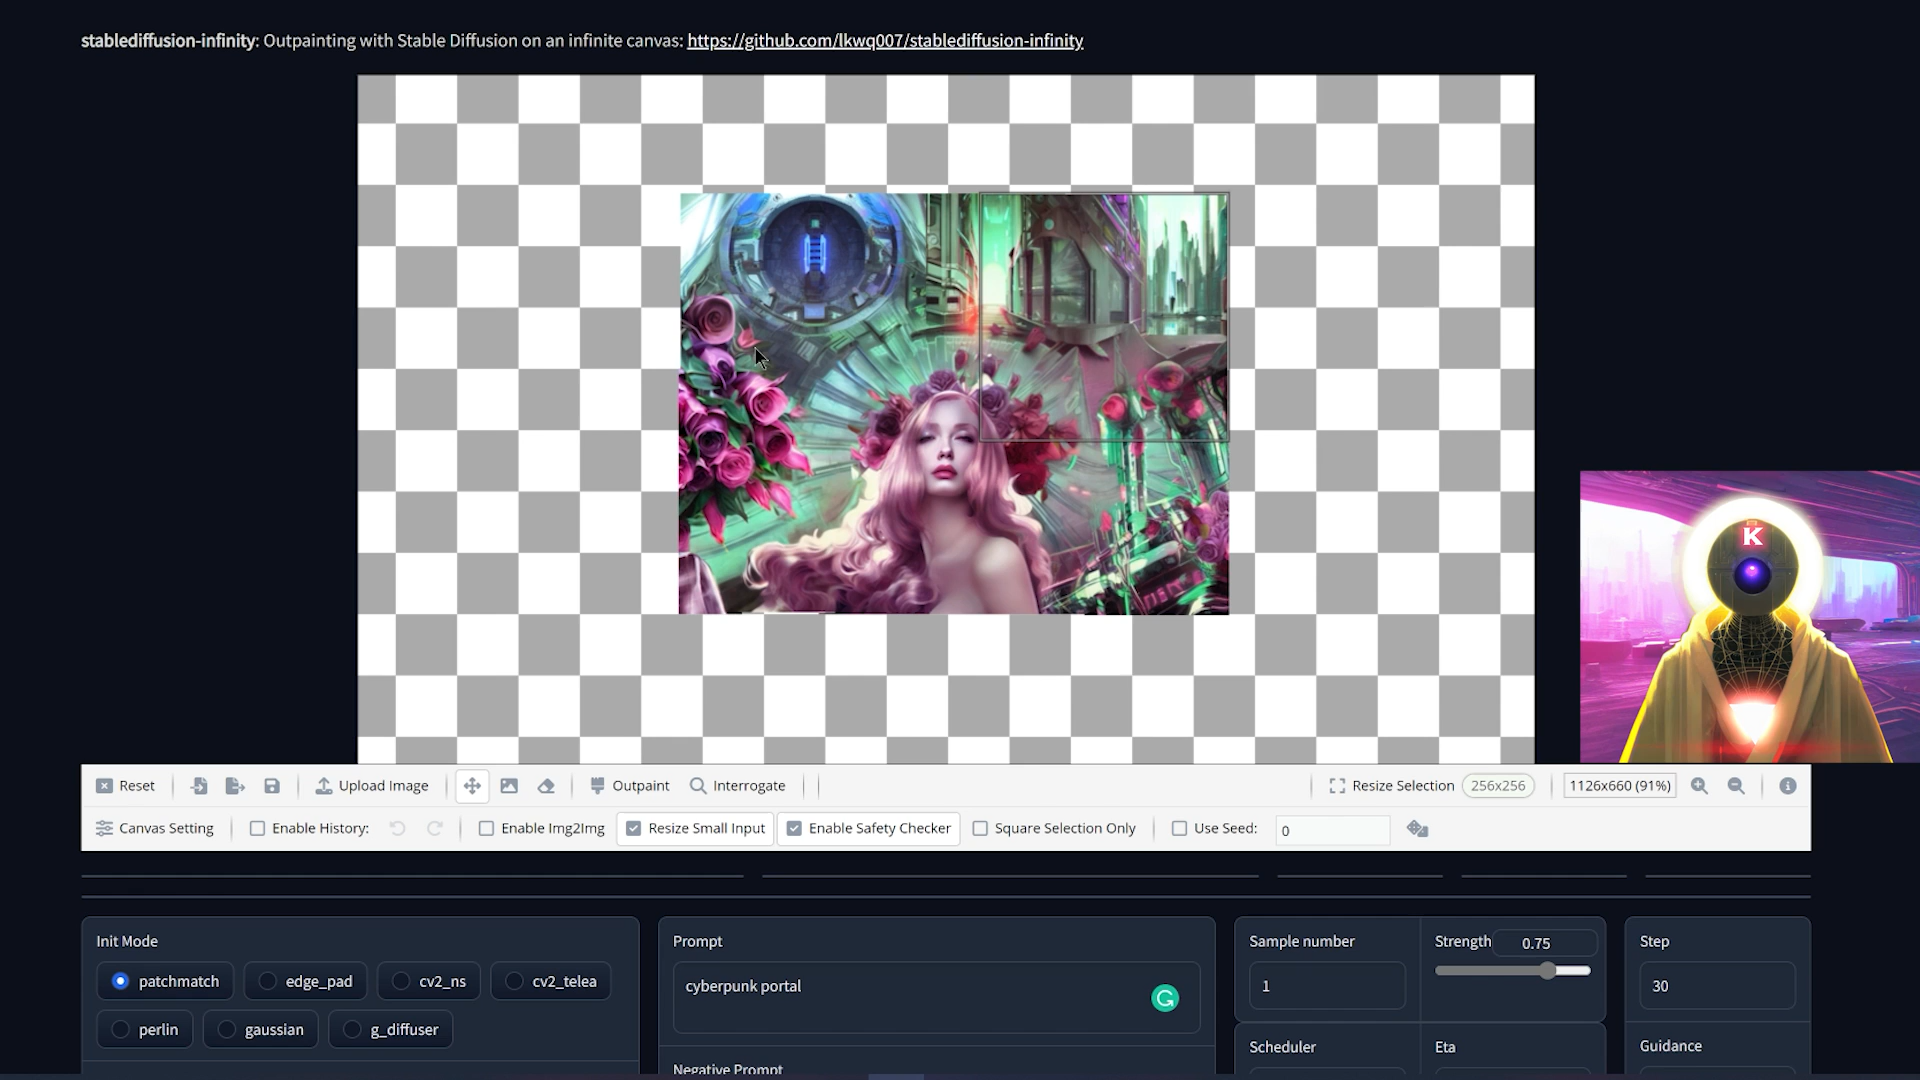 stablediffusion-infinity: Outpainting with Stable Diffusion on an infinite canvas: https://github.com/lkwq007/stablediffusion-infinity
K
Reset Upload Image Outpaint Interrogate Resize Selection 256x256 1126x660 (91%)
Canvas Setting Enable History: Enable Img2Img Resize Small Input Enable Safety Checker Square Selection Only Use Seed: 0
Init Mode
patchmatch edge_pad cv2_ns cv2_telea
perlin gaussian g_diffuser
Prompt
cyberpunk portal
Negative Prompt
Sample number
1
Strength 0.75
Step
30
Scheduler
Eta
Guidance